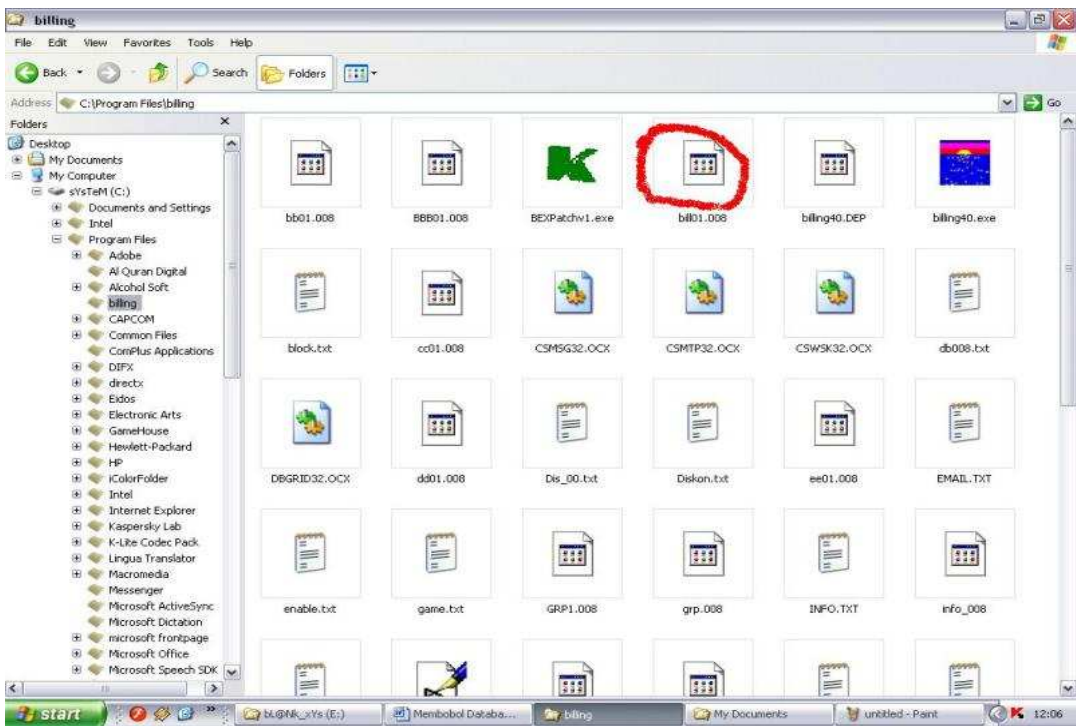 billing
File Edit View Favorites Tools Help
Back Search Folders
Address C:\Program Files\billing Go
Folders
Desktop
My Documents
My Computer
sYsTeM (C:)
Documents and Settings
Intel
Program Files
Adobe
Al Quran Digital
Alcohol Soft
billing
CAPCOM
Common Files
ComPlus Applications
DIFX
directx
Eidos
Electronic Arts
GameHouse
Hewlett-Packard
HP
iColorFolder
Intel
Internet Explorer
Kaspersky Lab
K-Lite Codec Pack
Lingua Translator
Macromedia
Messenger
Microsoft ActiveSync
Microsoft Dictation
microsoft frontpage
Microsoft Office
Microsoft Speech SDK
bb01.008 BBB01.008 BEXPatchv1.exe bill01.008 billing40.DEP billing40.exe
block.txt cc01.008 CSMSG32.OCX CSMTP32.OCX CSWSK32.OCX db008.txt
DBGRID32.OCX dd01.008 Dis_00.txt Diskon.txt ee01.008 EMAIL.TXT
enable.txt game.txt GRP1.008 grp.008 INFO.TXT info_008
start bL@Nk_xYs (E:) Membobol Databa... billing My Documents untitled - Paint 12:06